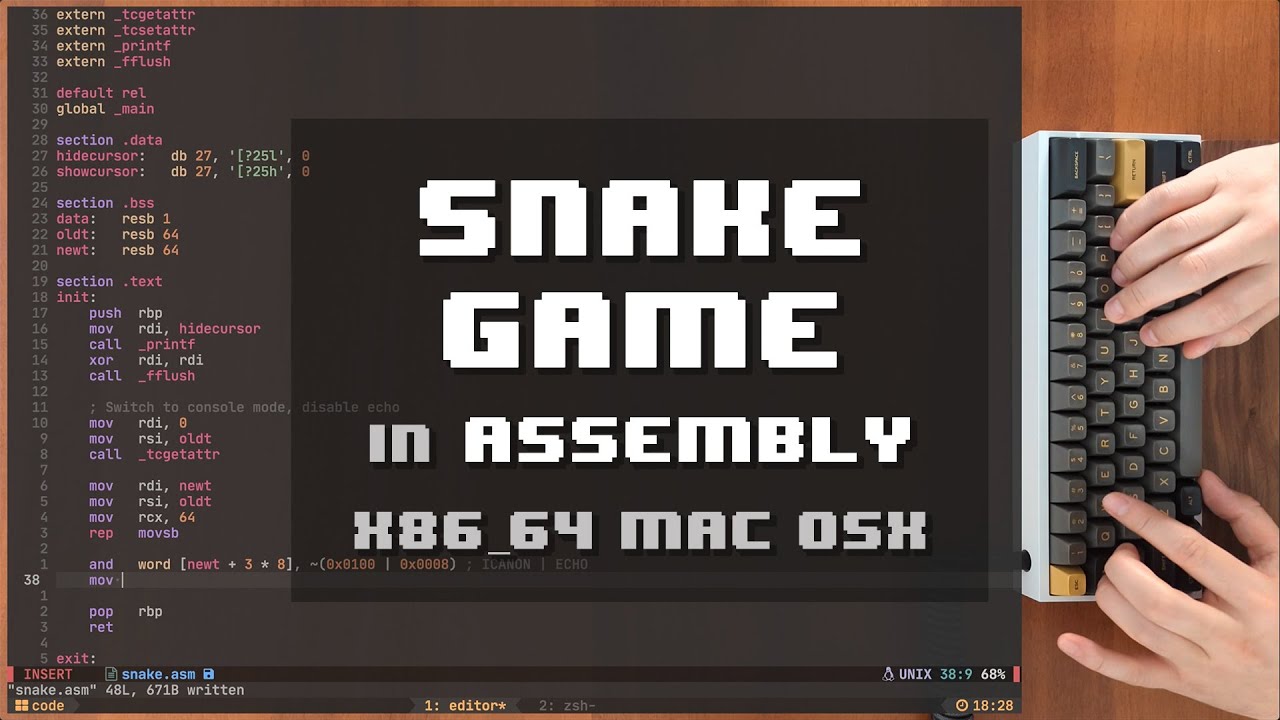 36 extern _tcgetattr
35 extern _tcsetattr
34 extern _printf
33 extern _fflush
32
31 default rel
30 global _main
29
28 section .data
27 hidecursor: db 27, '[?25l', 0
26 showcursor: db 27, '[?25h', 0
25
24 section .bss
23 data: resb 1
22 oldt: resb 64
21 newt: resb 64
20
19 section .text
18 init:
17 push rbp
16 mov rdi, hidecursor
15 call _printf
14 xor rdi, rdi
13 call _fflush
12
11 ; Switch to console mode, disable echo
10 mov rdi, 0
9 mov rsi, oldt
8 call _tcgetattr
7
6 mov rdi, newt
5 mov rsi, oldt
4 mov rcx, 64
3 rep movsb
2
1 and word [newt + 3 * 8], ~(0x0100 | 0x0008) ; ICANON | ECHO
38 mov
1
2 pop rbp
3 ret
4
5 exit:
INSERT snake.asm UNIX 38:9 68%
"snake.asm" 48L, 671B written
code 1: editor* 2: zsh- 18:28
SNAKE
GAME
IN ASSEMBLY
X86_64 MAC OSX
BACKSPACE
RETURN
CTRL
ESC
ALT
P
O
I
U
Y
T
R
E
Q
J
H
G
F
D
N
B
V
C
X